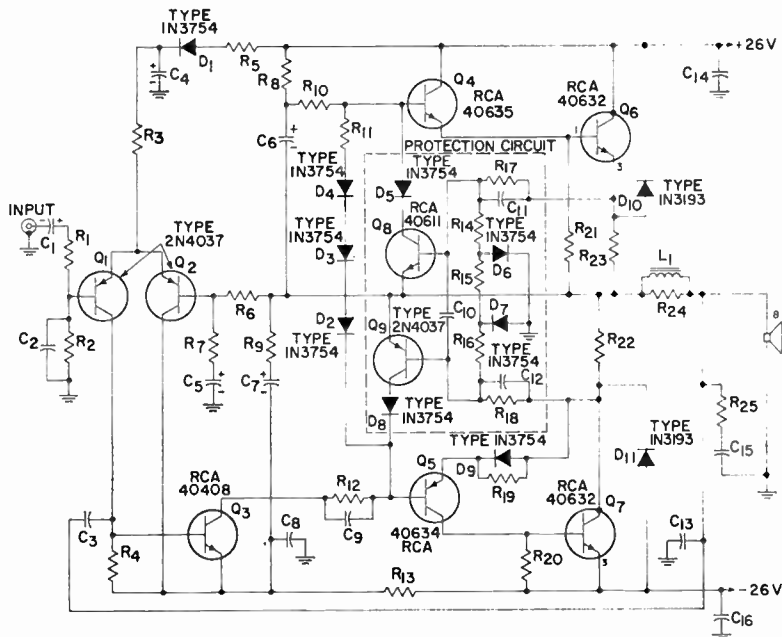 TYPE
IN3754
D1
R5
+26V
C4
R8
R10
Q4
RCA
40635
RCA
40632
Q6
C14
R3
C6
R11
PROTECTION CIRCUIT
TYPE
IN3754
TYPE
IN3754
R17
1
3
D4
D5
C11
D10
TYPE
IN3193
INPUT
C1
R1
TYPE
2N4037
RCA
40611
Q8
R14
TYPE
IN3754
D6
R21
R23
TYPE
IN3754
D3
L1
Q1
Q2
R15
R6
R24
8
D2
TYPE
IN3754
Q9
TYPE
2N4037
C10
D7
C2
R2
R7
R9
R16
TYPE
IN3754
R22
C5
C7
C12
R18
D8
TYPE
IN3754
R25
TYPE
IN3193
D11
C15
TYPE IN3754
RCA
40408
Q3
R12
Q5
D9
R19
RCA
40632
Q7
C3
R4
C9
C8
40634
RCA
C13
R20
3
R13
-26V
C16